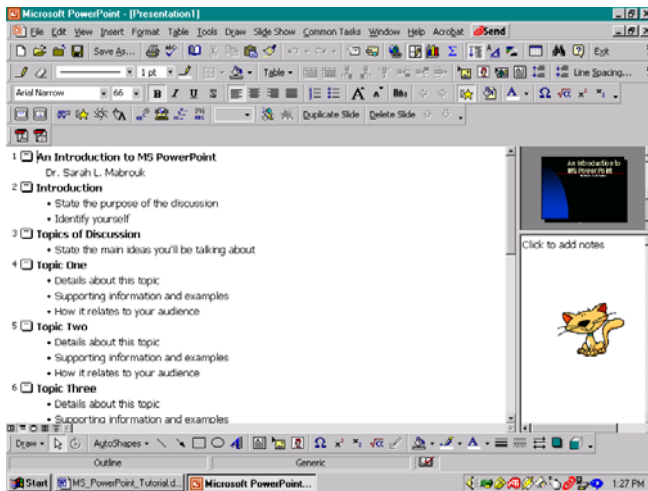 Microsoft PowerPoint - [Presentation1]
File Edit View Insert Format Table Tools Draw Slide Show Common Tasks Window Help Acrobat Send
Save As... Σ Exit
1 pt Table Line Spacing...
Arial Narrow 66 B I U S A A A Ω √α x² x₂
Duplicate Slide Delete Slide
1 An Introduction to MS PowerPoint
Dr. Sarah L. Mabrouk
2 Introduction
• State the purpose of the discussion
• Identify yourself
3 Topics of Discussion
• State the main ideas you'll be talking about
4 Topic One
• Details about this topic
• Supporting information and examples
• How it relates to your audience
5 Topic Two
• Details about this topic
• Supporting information and examples
• How it relates to your audience
6 Topic Three
• Details about this topic
• Supporting information and examples
An Introduction to
MS PowerPoint
Click to add notes
Draw AutoShapes Ω x² x₂ √α A
Outline Generic
Start MS_PowerPoint_Tutorial.d... Microsoft PowerPoint... 1:27 PM